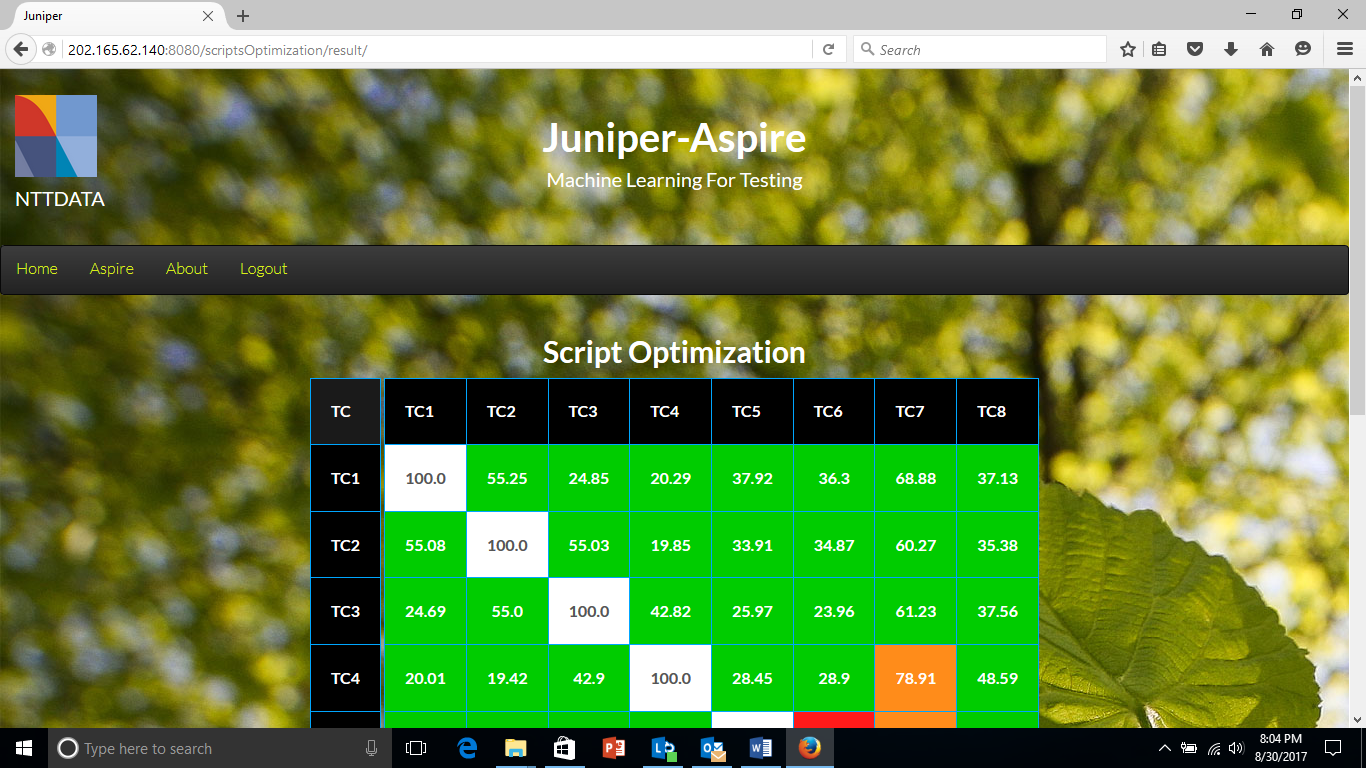 Juniper
202.165.62.140:8080/scriptsOptimization/result/
Search
NTTDATA
Juniper-Aspire
Machine Learning For Testing
Home Aspire About Logout
Script Optimization
TC TC1 TC2 TC3 TC4 TC5 TC6 TC7 TC8
TC1 100.0 55.25 24.85 20.29 37.92 36.3 68.88 37.13
TC2 55.08 100.0 55.03 19.85 33.91 34.87 60.27 35.38
TC3 24.69 55.0 100.0 42.82 25.97 23.96 61.23 37.56
TC4 20.01 19.42 42.9 100.0 28.45 28.9 78.91 48.59
Type here to search
8:04 PM
8/30/2017